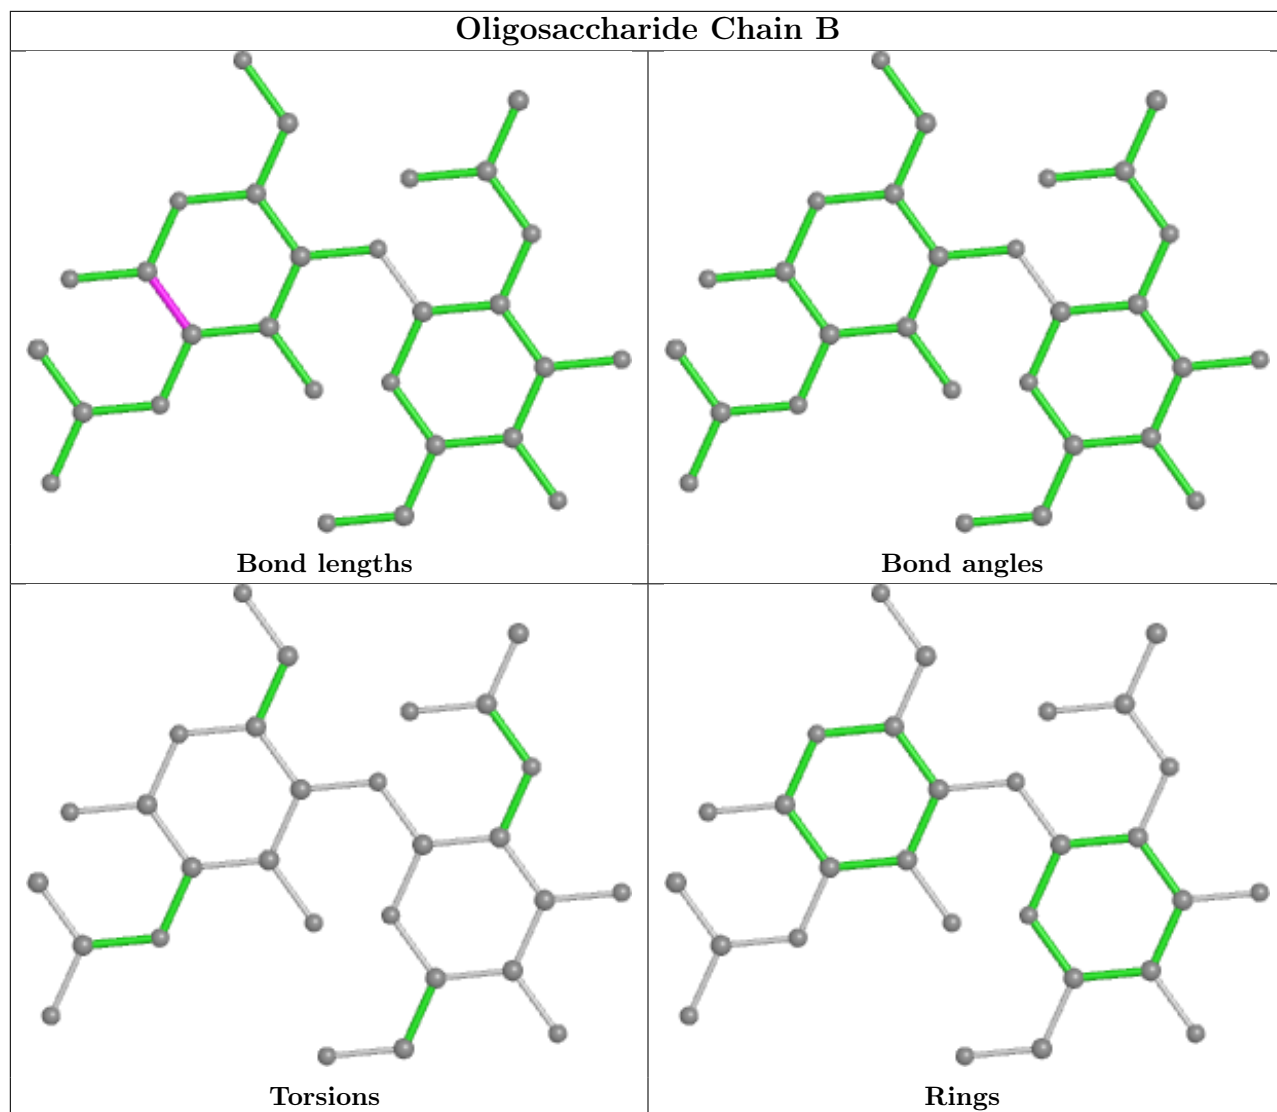 Oligosaccharide Chain B
Bond lengths
Bond angles
Torsions
Rings